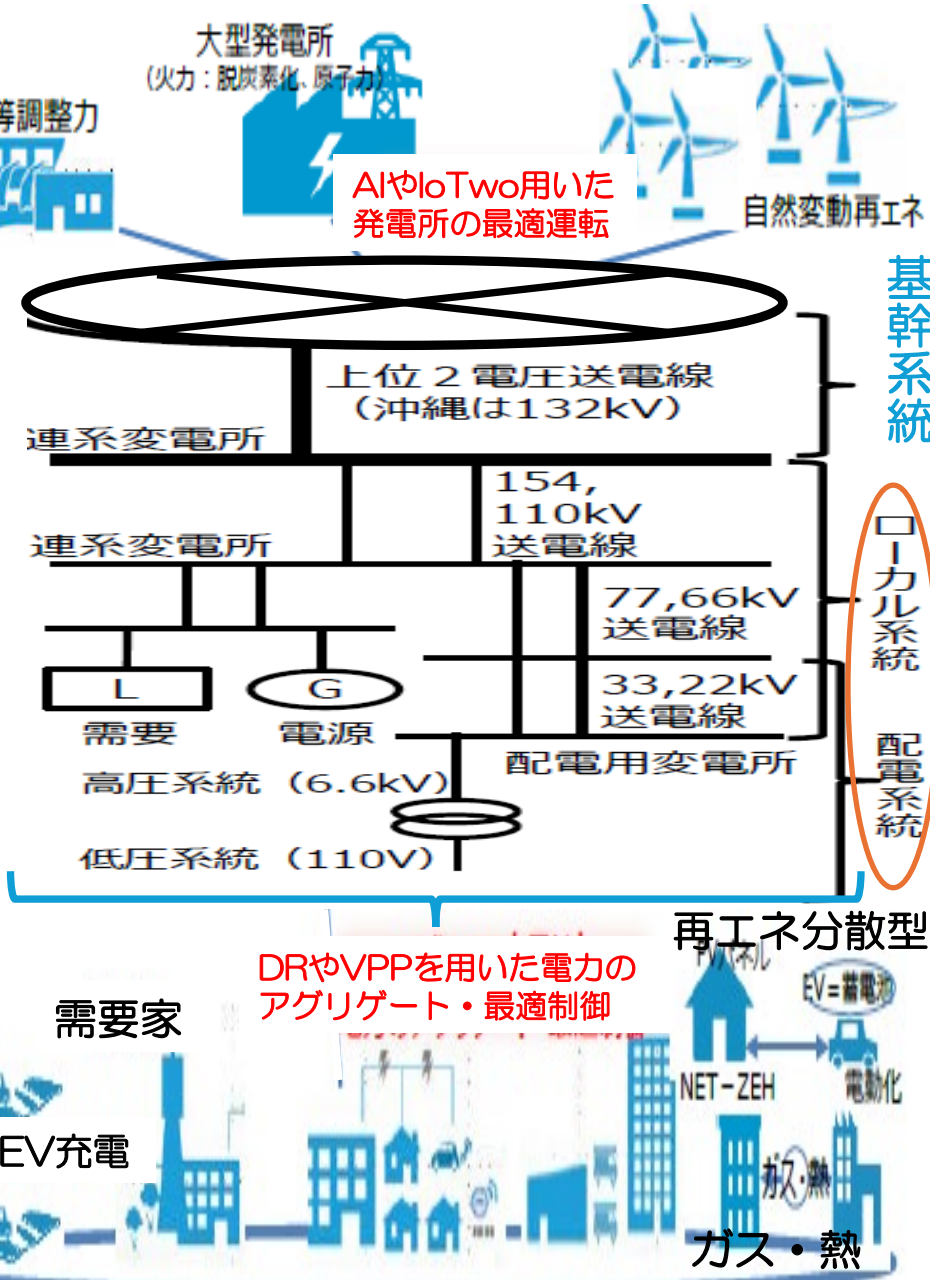 大型発電所
(火力：脱炭素化、原子力)
等調整力
AIやIoTwo用いた
発電所の最適運転
自然変動再エネ
基幹系統
上位２電圧送電線
（沖縄は132kV）
連系変電所
154,
110kV
送電線
連系変電所
ローカル系統
77,66kV
送電線
L
G
33,22kV
送電線
需要
電源
配電用変電所
配電系統
高圧系統（6.6kV）
低圧系統（110V）
再エネ分散型
PVパネル
DRやVPPを用いた電力の
アグリゲート・最適制御
EV=蓄電池
需要家
NET-ZEH
電動化
EV充電
ガス・熱
ガス・熱